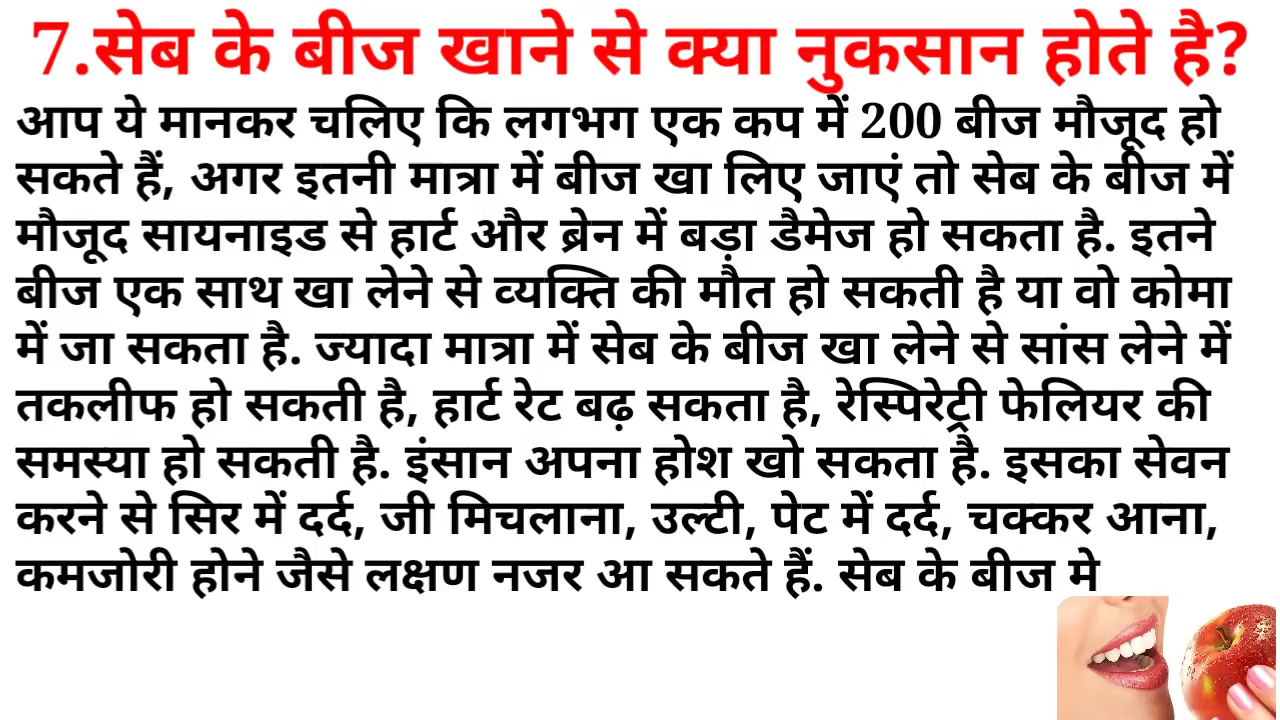 7.सेब के बीज खाने से क्या नुकसान होते है?
आप ये मानकर चलिए कि लगभग एक कप में 200 बीज मौजूद हो
सकते हैं, अगर इतनी मात्रा में बीज खा लिए जाएं तो सेब के बीज में
मौजूद सायनाइड से हार्ट और ब्रेन में बड़ा डैमेज हो सकता है. इतने
बीज एक साथ खा लेने से व्यक्ति की मौत हो सकती है या वो कोमा
में जा सकता है. ज्यादा मात्रा में सेब के बीज खा लेने से सांस लेने में
तकलीफ हो सकती है, हार्ट रेट बढ़ सकता है, रेस्पिरेट्री फेलियर की
समस्या हो सकती है. इंसान अपना होश खो सकता है. इसका सेवन
करने से सिर में दर्द, जी मिचलाना, उल्टी, पेट में दर्द, चक्कर आना,
कमजोरी होने जैसे लक्षण नजर आ सकते हैं. सेब के बीज मे